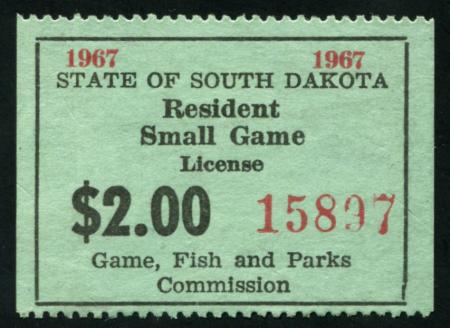 1967 1967
STATE OF SOUTH DAKOTA
Resident
Small Game
License
$2.00 15897
Game, Fish and Parks
Commission